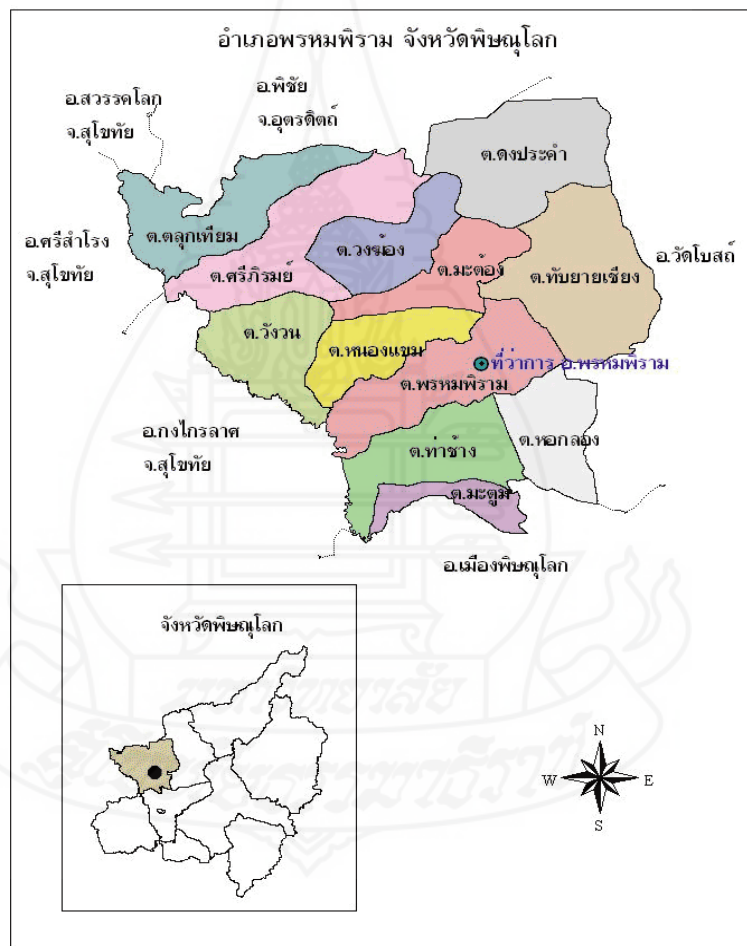 อำเภอพรหมพิราม จังหวัดพิษณุโลก
อ.พิชัย
จ.อุตรดิตถ์
อ.สวรรคโลก
จ.สุโขทัย
ต.ดงประคำ
ต.ตลุกเทียม
ต.วงฆ้อง
ต.มะต้อง
อ.วัดโบสถ์
อ.ศรีสำโรง
จ.สุโขทัย
ต.ศรีภิรมย์
ต.ทับยายเชียง
ต.วังวน
ต.หนองแขม
ที่ว่าการ อ.พรหมพิราม
ต.พรหมพิราม
อ.กงไกรลาศ
จ.สุโขทัย
ต.ท่าช้าง
ต.หอกลอง
ต.มะตูม
อ.เมืองพิษณุโลก
จังหวัดพิษณุโลก
N
W E
S